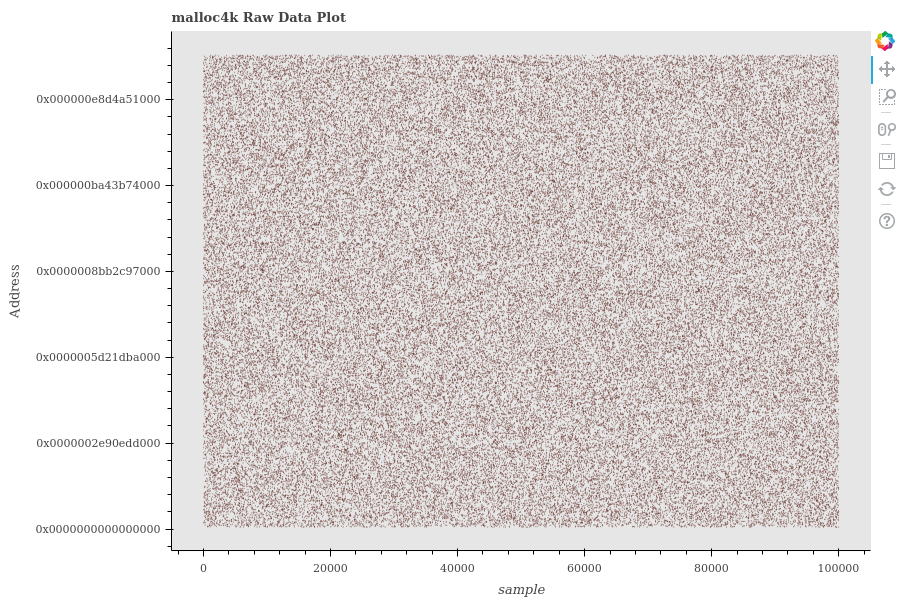 malloc4k Raw Data Plot
Address
0x000000e8d4a51000
0x000000ba43b74000
0x0000008bb2c97000
0x0000005d21dba000
0x0000002e90edd000
0x0000000000000000
0
20000
40000
60000
80000
100000
sample